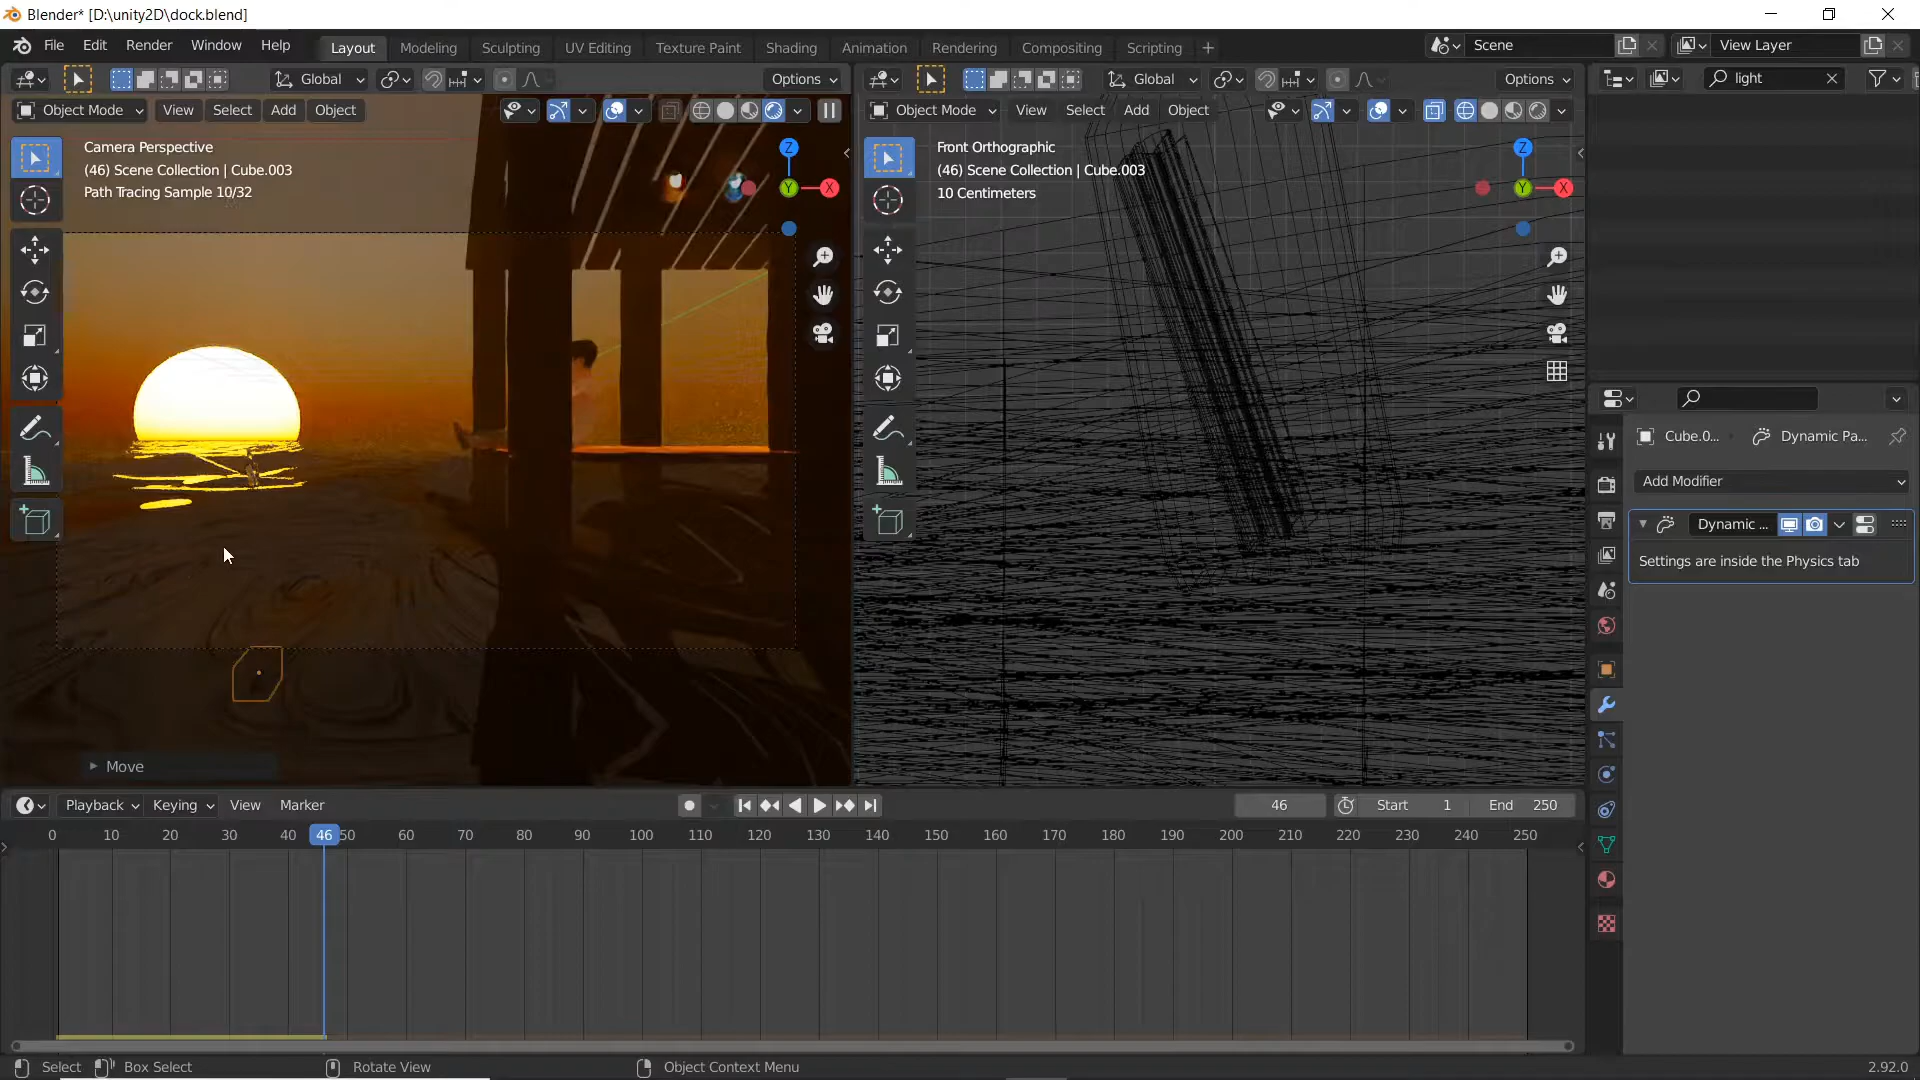 Blender* [D:\unity2D\dock.blend]
File Edit Render Window Help Layout Modeling Sculpting UV Editing Texture Paint Shading Animation Rendering Compositing Scripting + Scene View Layer
Global Options Global Options light
Object Mode View Select Add Object Object Mode View Select Add Object
Camera Perspective
(46) Scene Collection | Cube.003
Path Tracing Sample 10/32
Z
Y
X
Front Orthographic
(46) Scene Collection | Cube.003
10 Centimeters
Z
Y
X
Cube.0... Dynamic Pa...
Add Modifier
Dynamic ...
Settings are inside the Physics tab
Move
Playback Keying View Marker 46 Start 1 End 250
0 10 20 30 40 46 50 60 70 80 90 100 110 120 130 140 150 160 170 180 190 200 210 220 230 240 250
Select Box Select Rotate View Object Context Menu 2.92.0